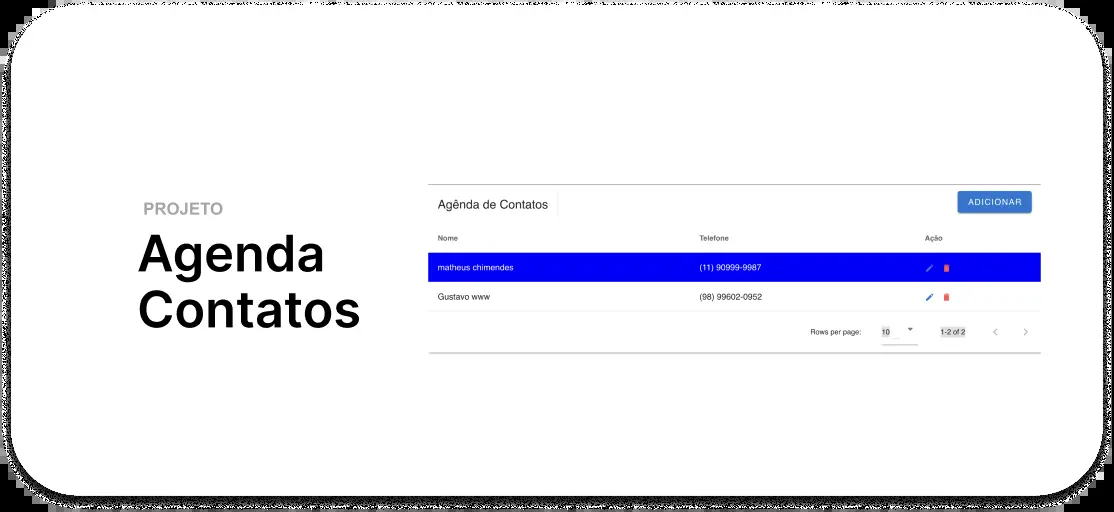 PROJETO
Agenda
Contatos
Agênda de Contatos
ADICIONAR
Nome Telefone Ação
matheus chimendes (11) 90999-9987
Gustavo www (98) 99602-0952
Rows per page: 10 1-2 of 2